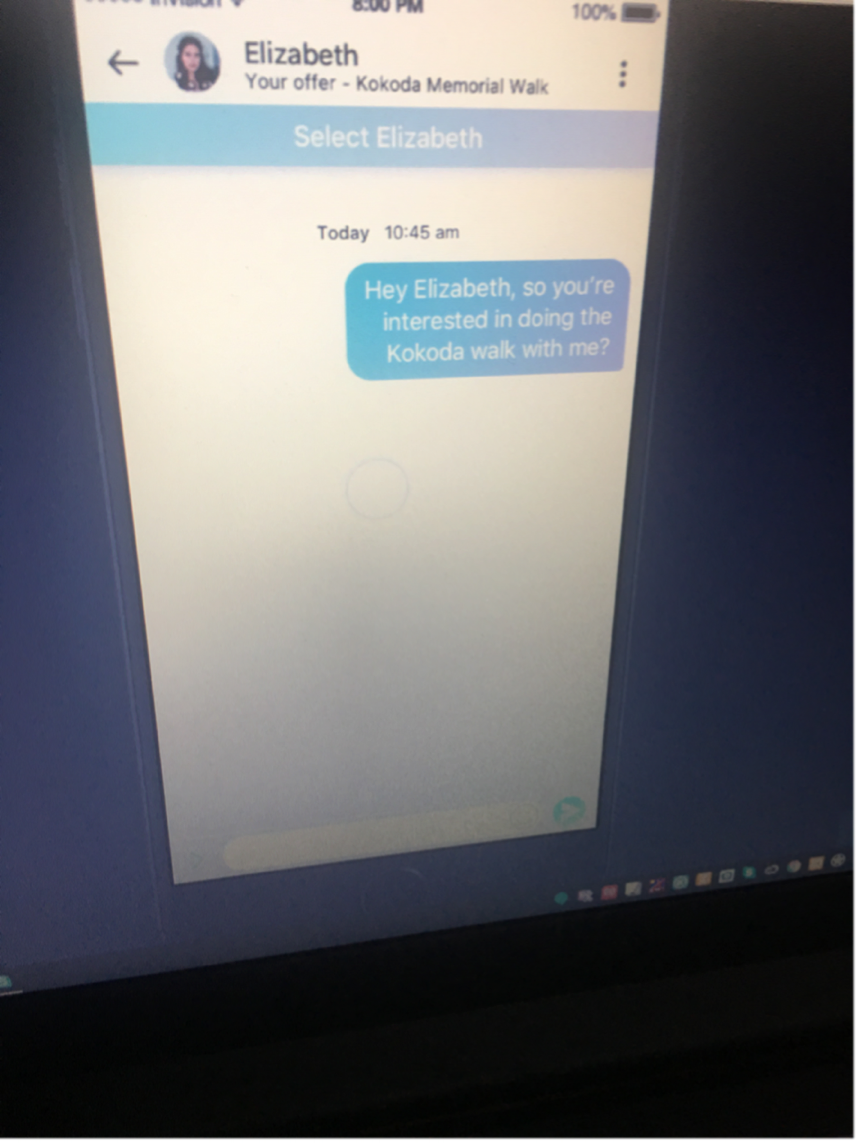 InVision 8:00 PM 100%
Elizabeth
Your offer - Kokoda Memorial Walk
Select Elizabeth
Today 10:45 am
Hey Elizabeth, so you're
interested in doing the
Kokoda walk with me?